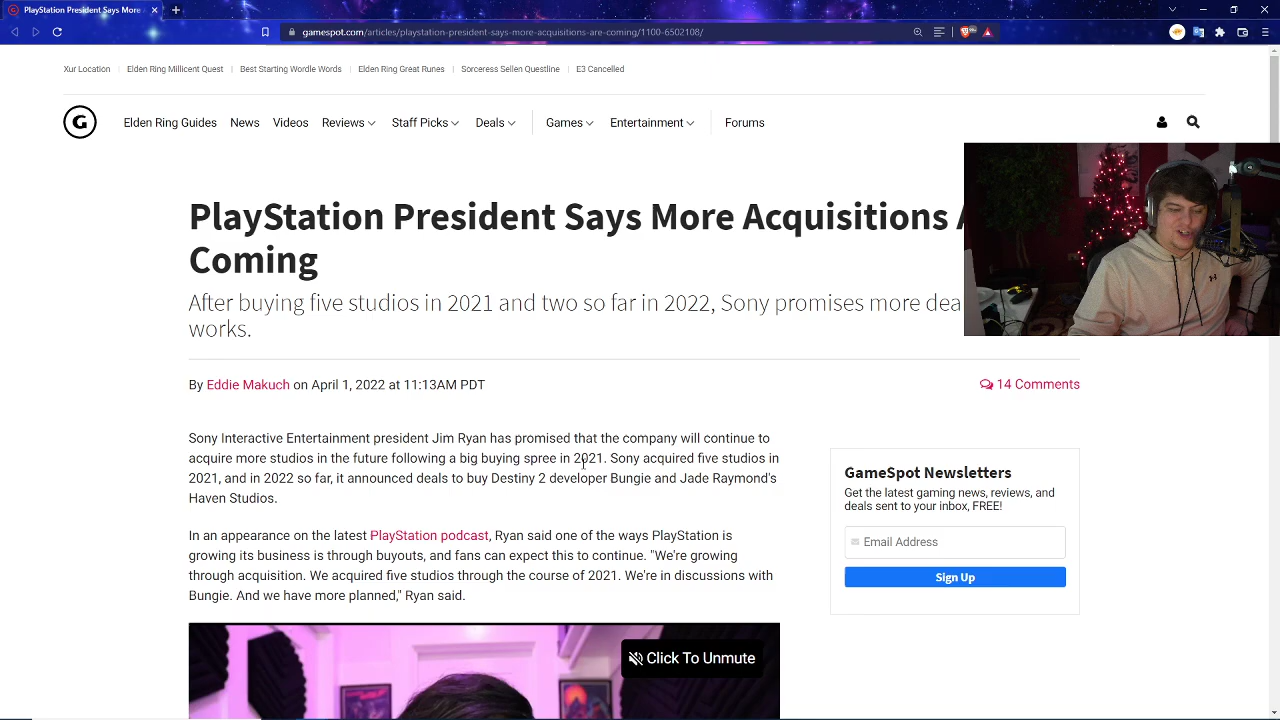 PlayStation President Says More
gamespot.com/articles/playstation-president-says-more-acquisitions-are-coming/1100-6502108/
Xur Location Elden Ring Millicent Quest Best Starting Wordle Words Elden Ring Great Runes Sorceress Sellen Questline E3 Cancelled
G Elden Ring Guides News Videos Reviews Staff Picks Deals Games Entertainment Forums
PlayStation President Says More Acquisitions
Coming
After buying five studios in 2021 and two so far in 2022, Sony promises more
works.
By Eddie Makuch on April 1, 2022 at 11:13AM PDT
14 Comments
Sony Interactive Entertainment president Jim Ryan has promised that the company will continue to
acquire more studios in the future following a big buying spree in 2021. Sony acquired five studios in
2021, and in 2022 so far, it announced deals to buy Destiny 2 developer Bungie and Jade Raymond's
Haven Studios.
In an appearance on the latest PlayStation podcast, Ryan said one of the ways PlayStation is
growing its business is through buyouts, and fans can expect this to continue. "We're growing
through acquisition. We acquired five studios through the course of 2021. We're in discussions with
Bungie. And we have more planned," Ryan said.
GameSpot Newsletters
Get the latest gaming news, reviews, and
deals sent to your inbox, FREE!
Email Address
Sign Up
Click To Unmute